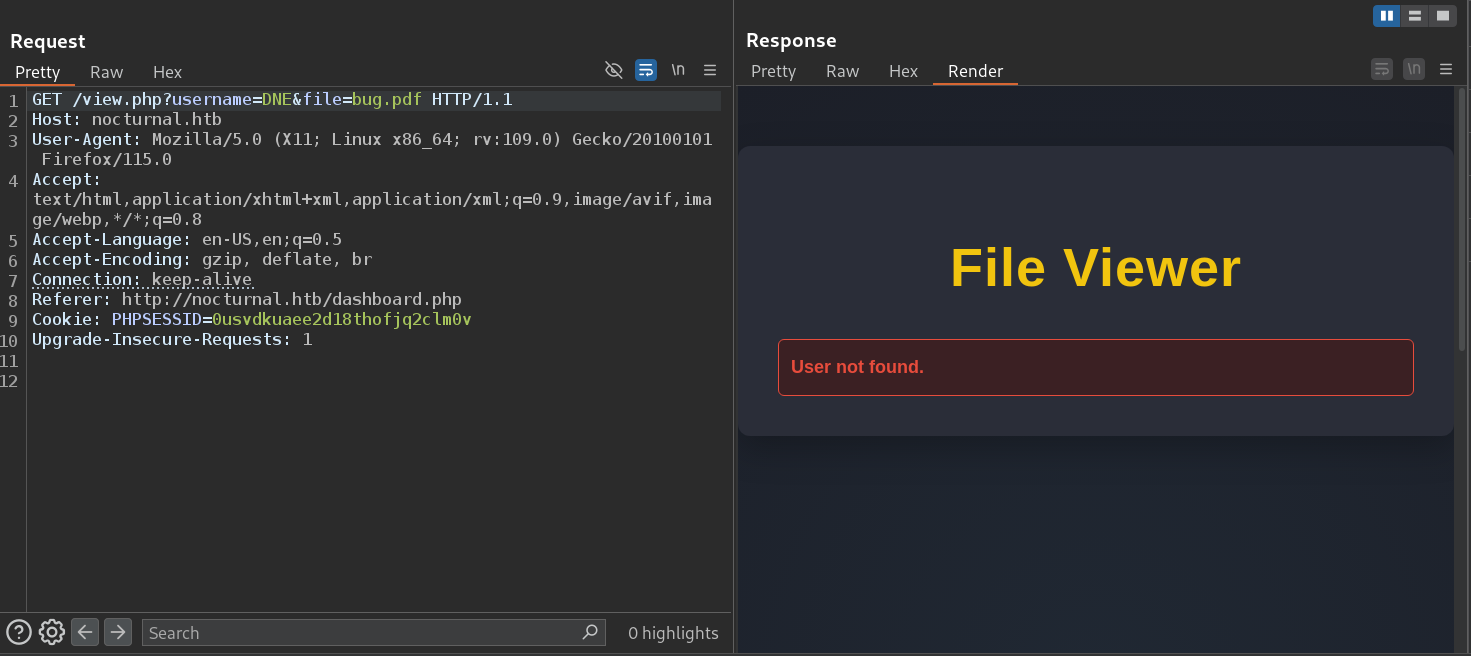 Request
Pretty Raw Hex
\n
1 GET /view.php?username=DNE&file=bug.pdf HTTP/1.1
2 Host: nocturnal.htb
3 User-Agent: Mozilla/5.0 (X11; Linux x86_64; rv:109.0) Gecko/20100101
Firefox/115.0
4 Accept:
text/html,application/xhtml+xml,application/xml;q=0.9,image/avif,ima
ge/webp,*/*;q=0.8
5 Accept-Language: en-US,en;q=0.5
6 Accept-Encoding: gzip, deflate, br
7 Connection: keep-alive
8 Referer: http://nocturnal.htb/dashboard.php
9 Cookie: PHPSESSID=0usvdkuaee2d18thofjq2clm0v
10 Upgrade-Insecure-Requests: 1
11
12
Search
0 highlights
Response
Pretty Raw Hex Render
\n
File Viewer
User not found.